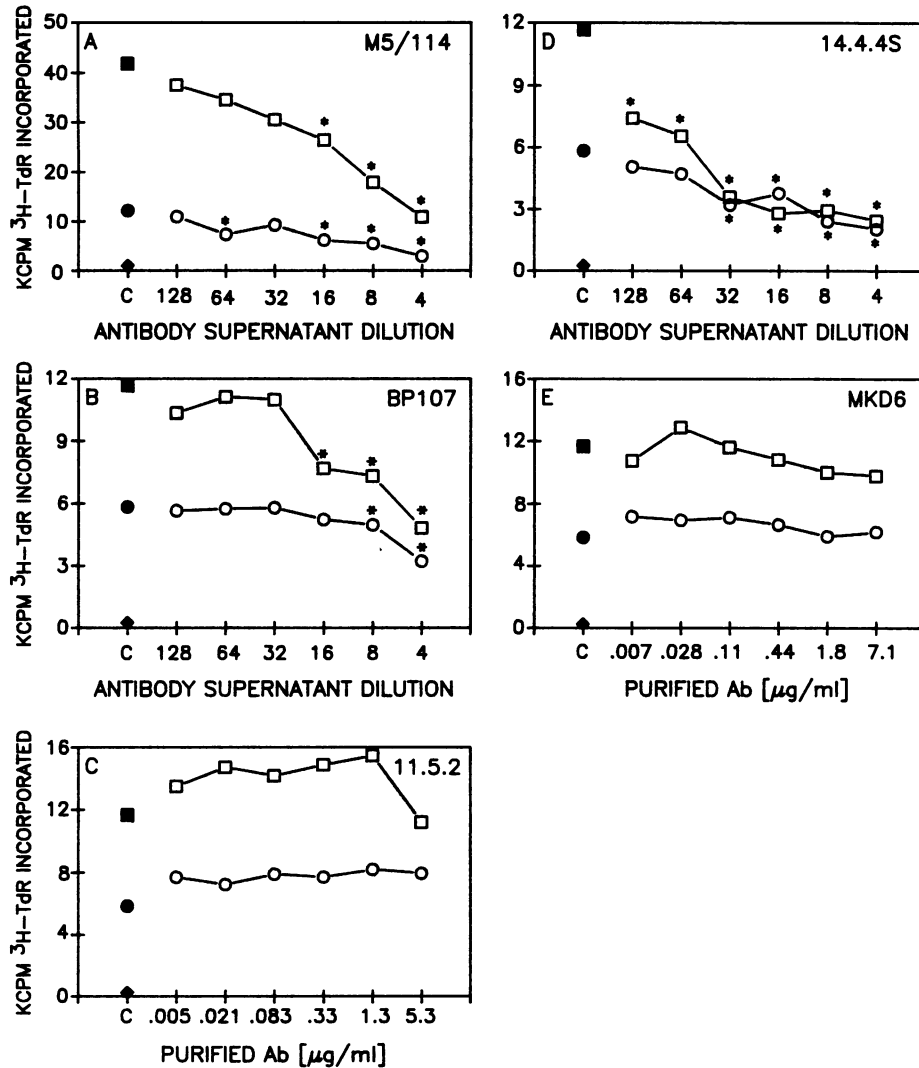 A M5/114
KCPM ³H-TdR INCORPORATED
50
40
30
20
10
0
* * * *
* * * *
C 128 64 32 16 8 4
ANTIBODY SUPERNATANT DILUTION
D 14.4.4S
12
9
6
3
0
* * * * * *
* * * *
C 128 64 32 16 8 4
ANTIBODY SUPERNATANT DILUTION
B BP107
KCPM ³H-TdR INCORPORATED
12
9
6
3
0
* * *
* *
C 128 64 32 16 8 4
ANTIBODY SUPERNATANT DILUTION
E MKD6
16
12
8
4
0
C .007 .028 .11 .44 1.8 7.1
PURIFIED Ab [µg/ml]
C 11.5.2
KCPM ³H-TdR INCORPORATED
16
12
8
4
0
C .005 .021 .083 .33 1.3 5.3
PURIFIED Ab [µg/ml]